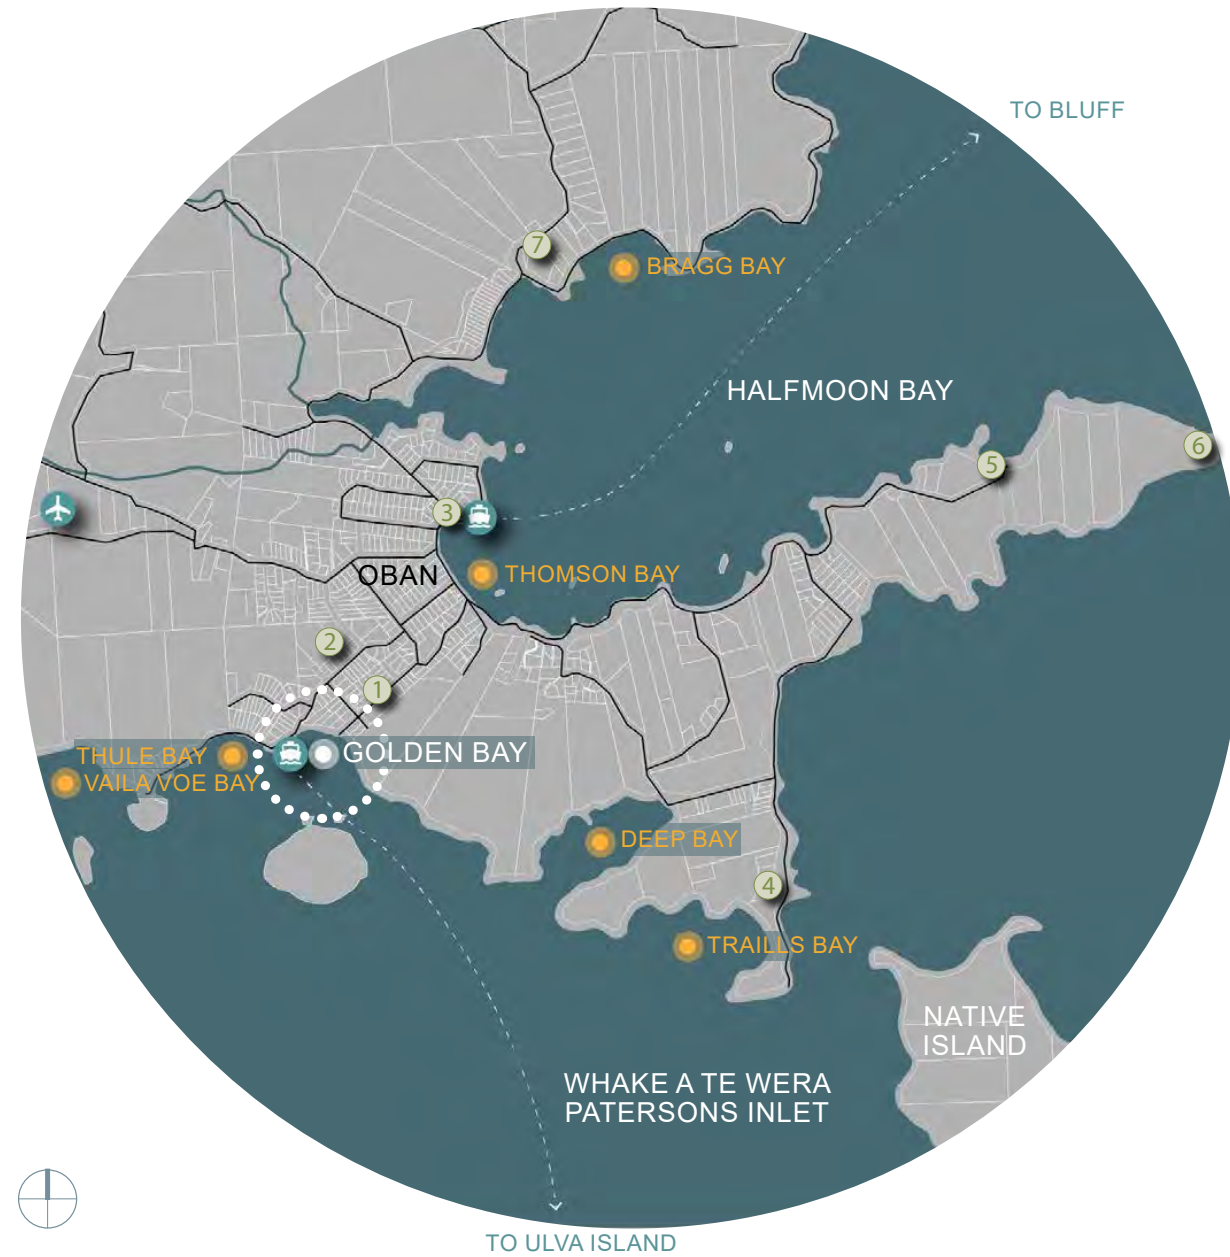 TO BLUFF
7
BRAGG BAY
HALFMOON BAY
6
5
3
OBAN
THOMSON BAY
2
1
GOLDEN BAY
THULE BAY
VAILA VOE BAY
DEEP BAY
4
TRAILLS BAY
NATIVE
ISLAND
WHAKE A TE WERA
PATERSONS INLET
TO ULVA ISLAND